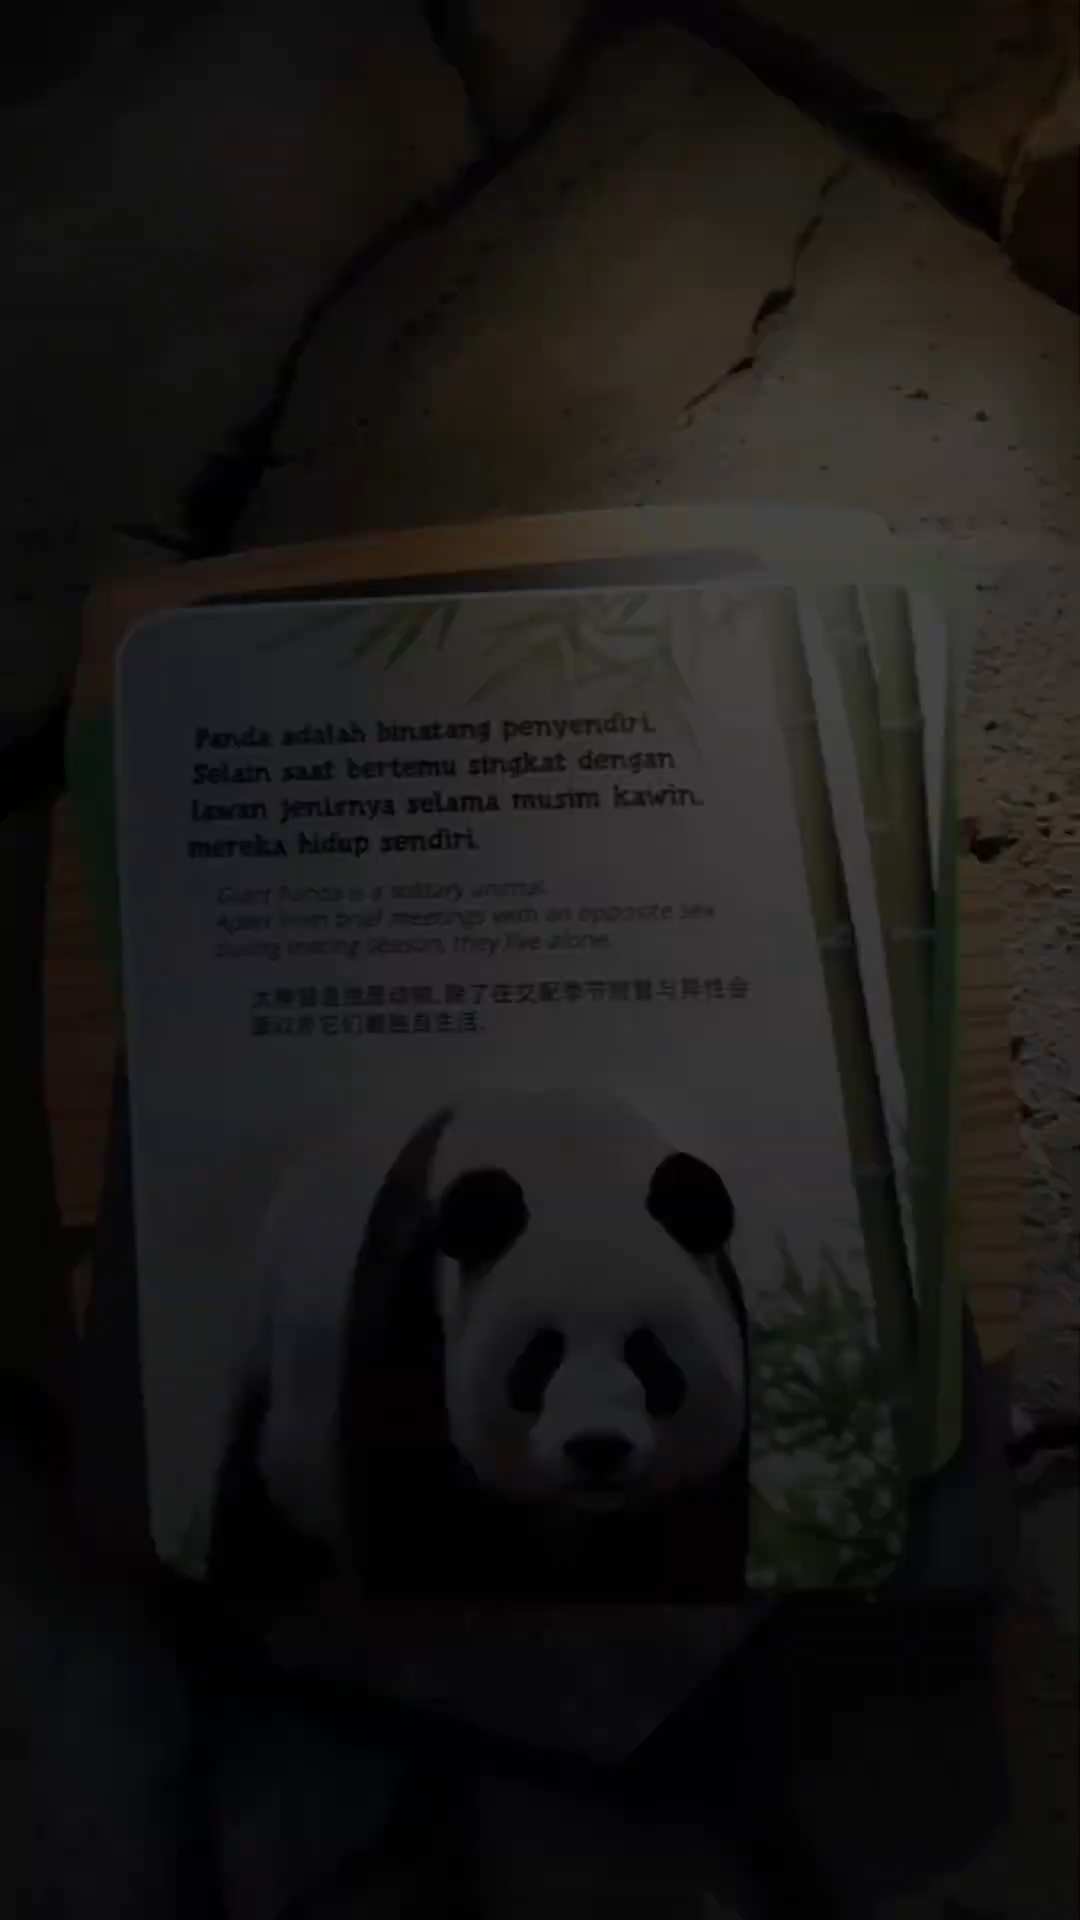 Panda adalah binatang penyendiri.
Selain saat bertemu singkat dengan
lawan jenisnya selama musim kawin,
mereka hidup sendiri.
Giant Panda is a solitary animal.
Apart from brief meetings with an opposite sex
during mating season, they live alone.
大熊猫是独居动物, 除了在交配季节短暂与异性会
面以外它们都独自生活.